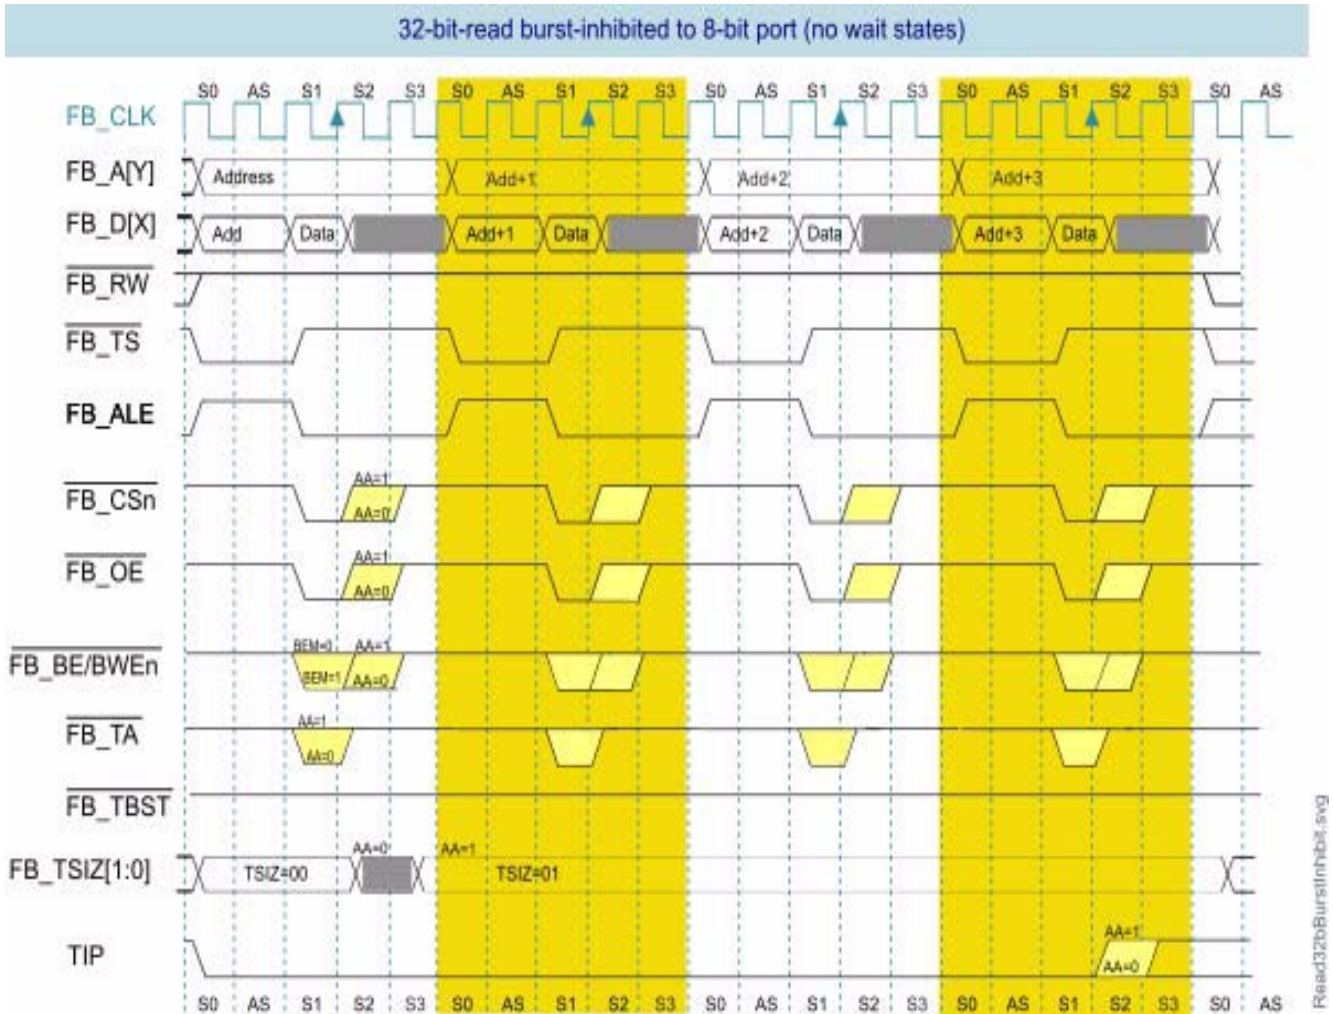 32-bit-read burst-inhibited to 8-bit port (no wait states)
S0 AS S1 S2 S3 S0 AS S1 S2 S3 S0 AS S1 S2 S3 S0 AS S1 S2 S3 S0 AS
FB_CLK
FB_A[Y] Address Add+1 Add+2 Add+3
FB_D[X] Add Data Add+1 Data Add+2 Data Add+3 Data
FB_RW
FB_TS
FB_ALE
AA=1
FB_CSn
AA=0
AA=1
FB_OE
AA=0
BEM=0 AA=1
FB_BE/BWEn
BEM=1 AA=0
AA=1
FB_TA
AA=0
FB_TBST
AA=0 AA=1
FB_TSIZ[1:0] TSIZ=00 TSIZ=01
AA=1
TIP
AA=0
S0 AS S1 S2 S3 S0 AS S1 S2 S3 S0 AS S1 S2 S3 S0 AS S1 S2 S3 S0 AS
Read32bBurstInhibit.svg